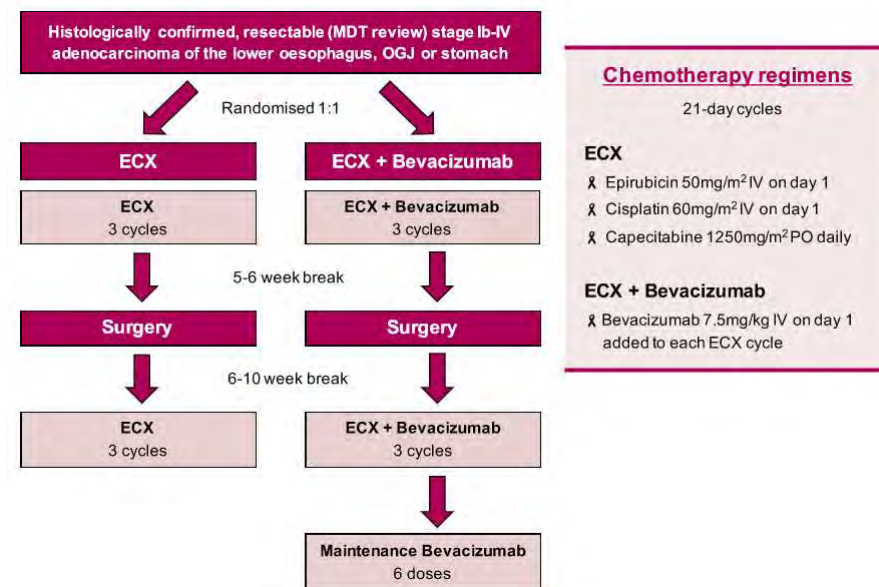 Histologically confirmed, resectable (MDT review) stage Ib-IV
adenocarcinoma of the lower oesophagus, OGJ or stomach
Randomised 1:1
ECX
ECX + Bevacizumab
ECX
3 cycles
ECX + Bevacizumab
3 cycles
5-6 week break
Surgery
Surgery
6-10 week break
ECX
3 cycles
ECX + Bevacizumab
3 cycles
Maintenance Bevacizumab
6 doses
Chemotherapy regimens
21-day cycles
ECX
Epirubicin 50mg/m² IV on day 1
Cisplatin 60mg/m² IV on day 1
Capecitabine 1250mg/m² PO daily
ECX + Bevacizumab
Bevacizumab 7.5mg/kg IV on day 1
added to each ECX cycle